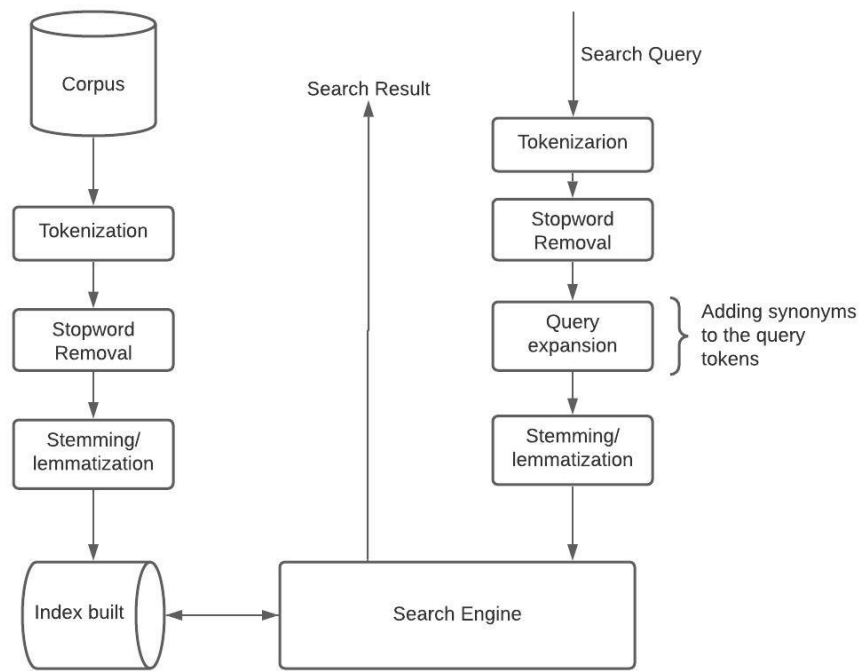 Corpus
Tokenization
Stopword
Removal
Stemming/
lemmatization
Index built
Search Result
Search Engine
Search Query
Tokenizarion
Stopword
Removal
Query
expansion
Adding synonyms
to the query
tokens
Stemming/
lemmatization